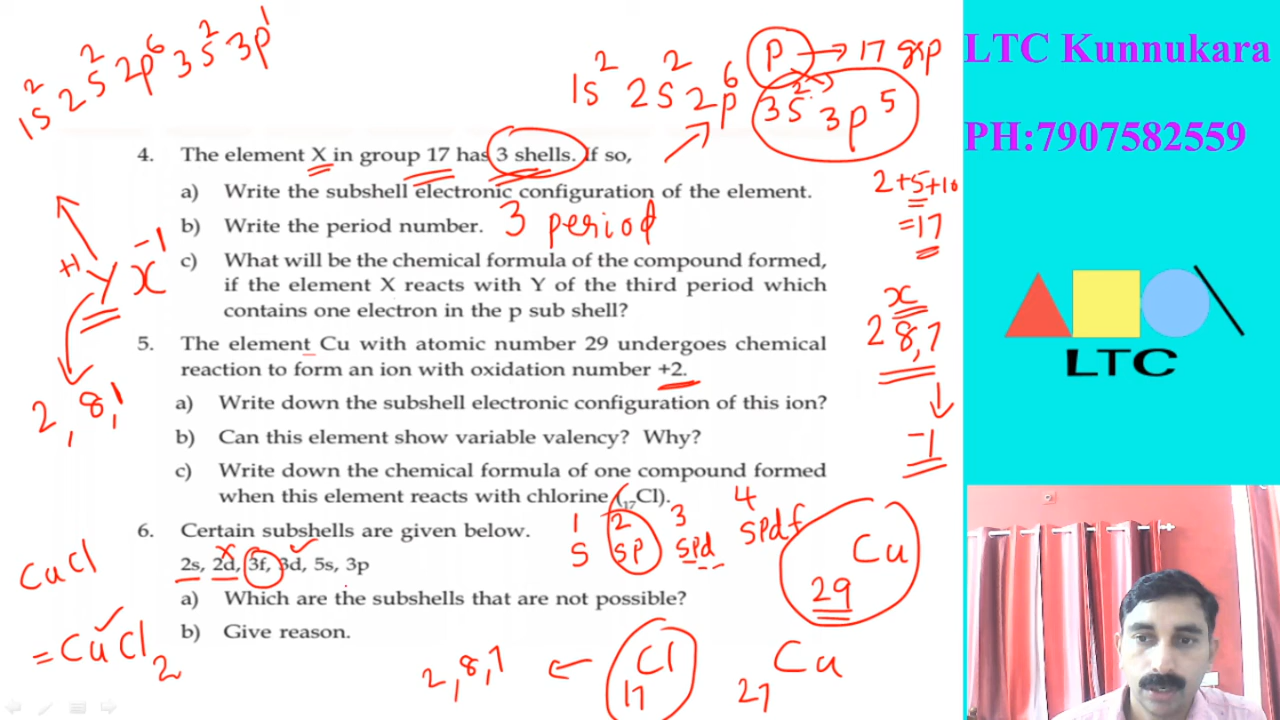 1s² 2s² 2p⁶ 3s² 3p¹
P → 17 grp
1s² 2s² 2p⁶ 3s² 3p⁵
LTC Kunnukara
PH:7907582559
4. The element X in group 17 has 3 shells. If so,
a) Write the subshell electronic configuration of the element.
2+5+10
=17
b) Write the period number. 3 period
+1 Y X −1
c) What will be the chemical formula of the compound formed,
if the element X reacts with Y of the third period which
contains one electron in the p sub shell?
x
2 8,7
−1
LTC
2, 8, 1
5. The element Cu with atomic number 29 undergoes chemical
reaction to form an ion with oxidation number +2.
a) Write down the subshell electronic configuration of this ion?
b) Can this element show variable valency? Why?
c) Write down the chemical formula of one compound formed
when this element reacts with chlorine (₁₇Cl).
1 2 3 4
s sp spd spdf
6. Certain subshells are given below.
2s, 2d, 3f, 3d, 5s, 3p
a) Which are the subshells that are not possible?
b) Give reason.
29 Cu
CuCl
= CuCl₂
2,8,7 ← 17 Cl
27 Cu